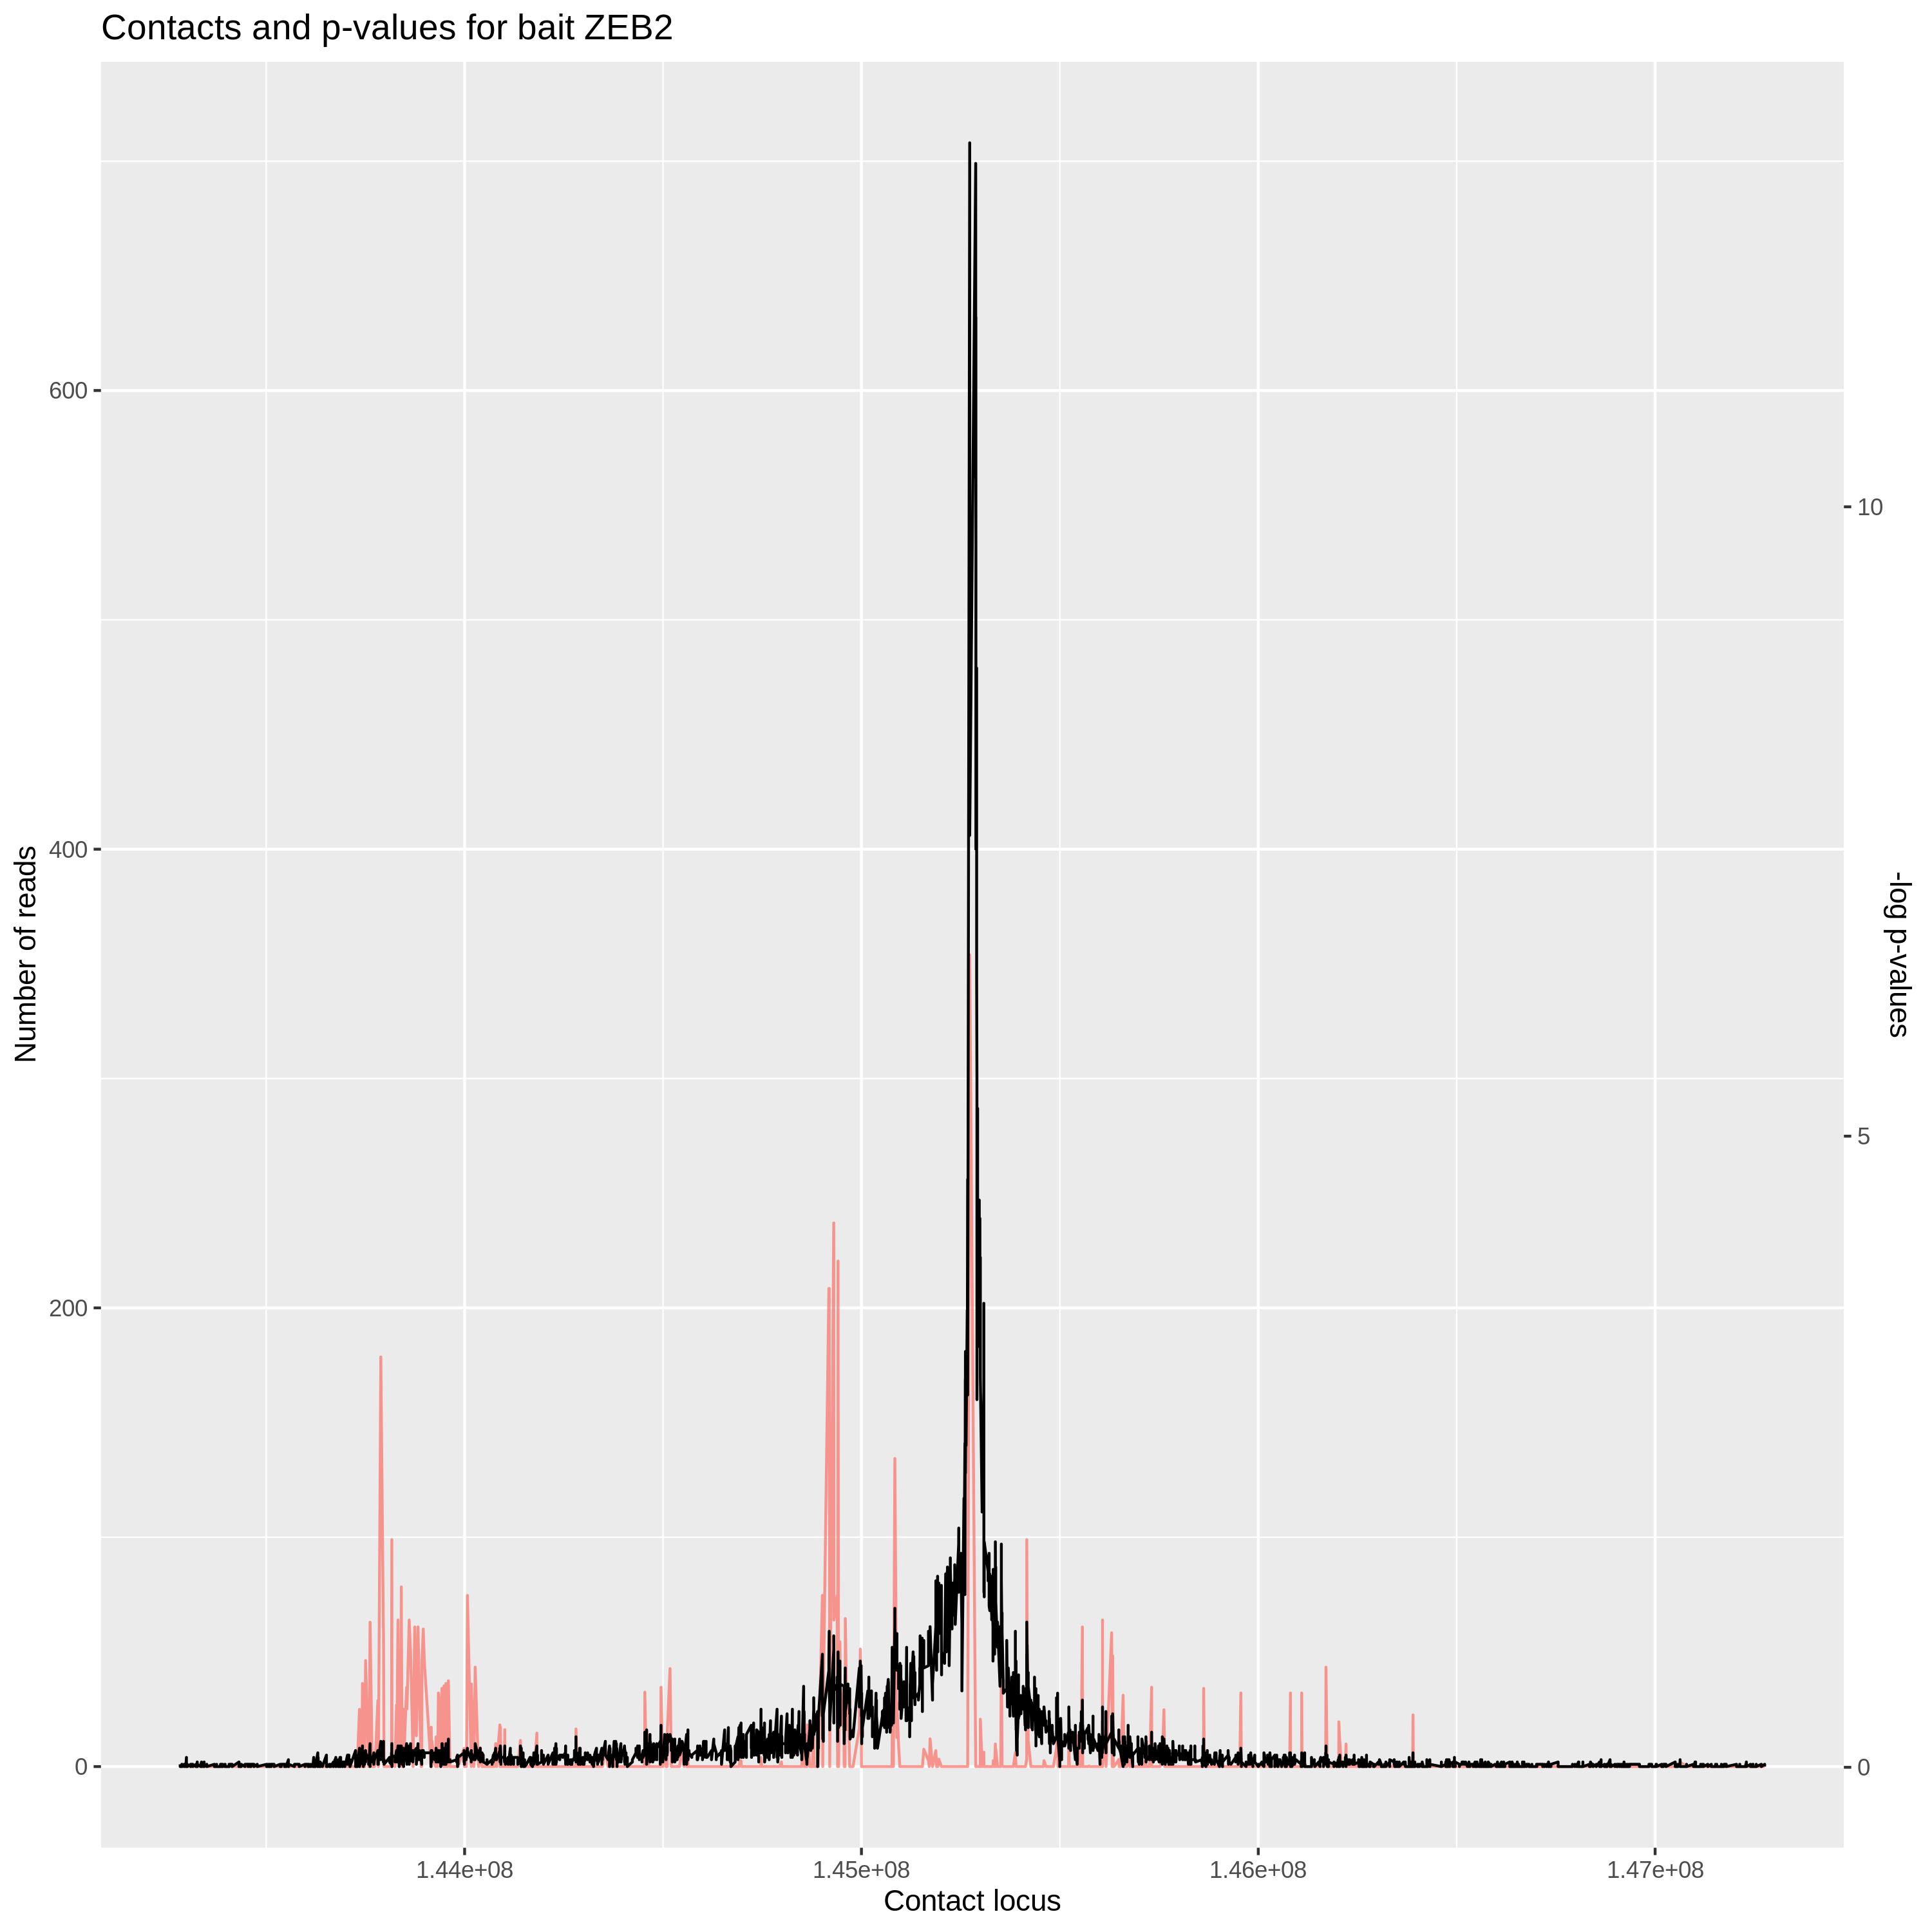 Contacts and p-values for bait ZEB2
600
400
200
0
Number of reads
10
5
0
-log p-values
1.44e+08
1.45e+08
1.46e+08
1.47e+08
Contact locus